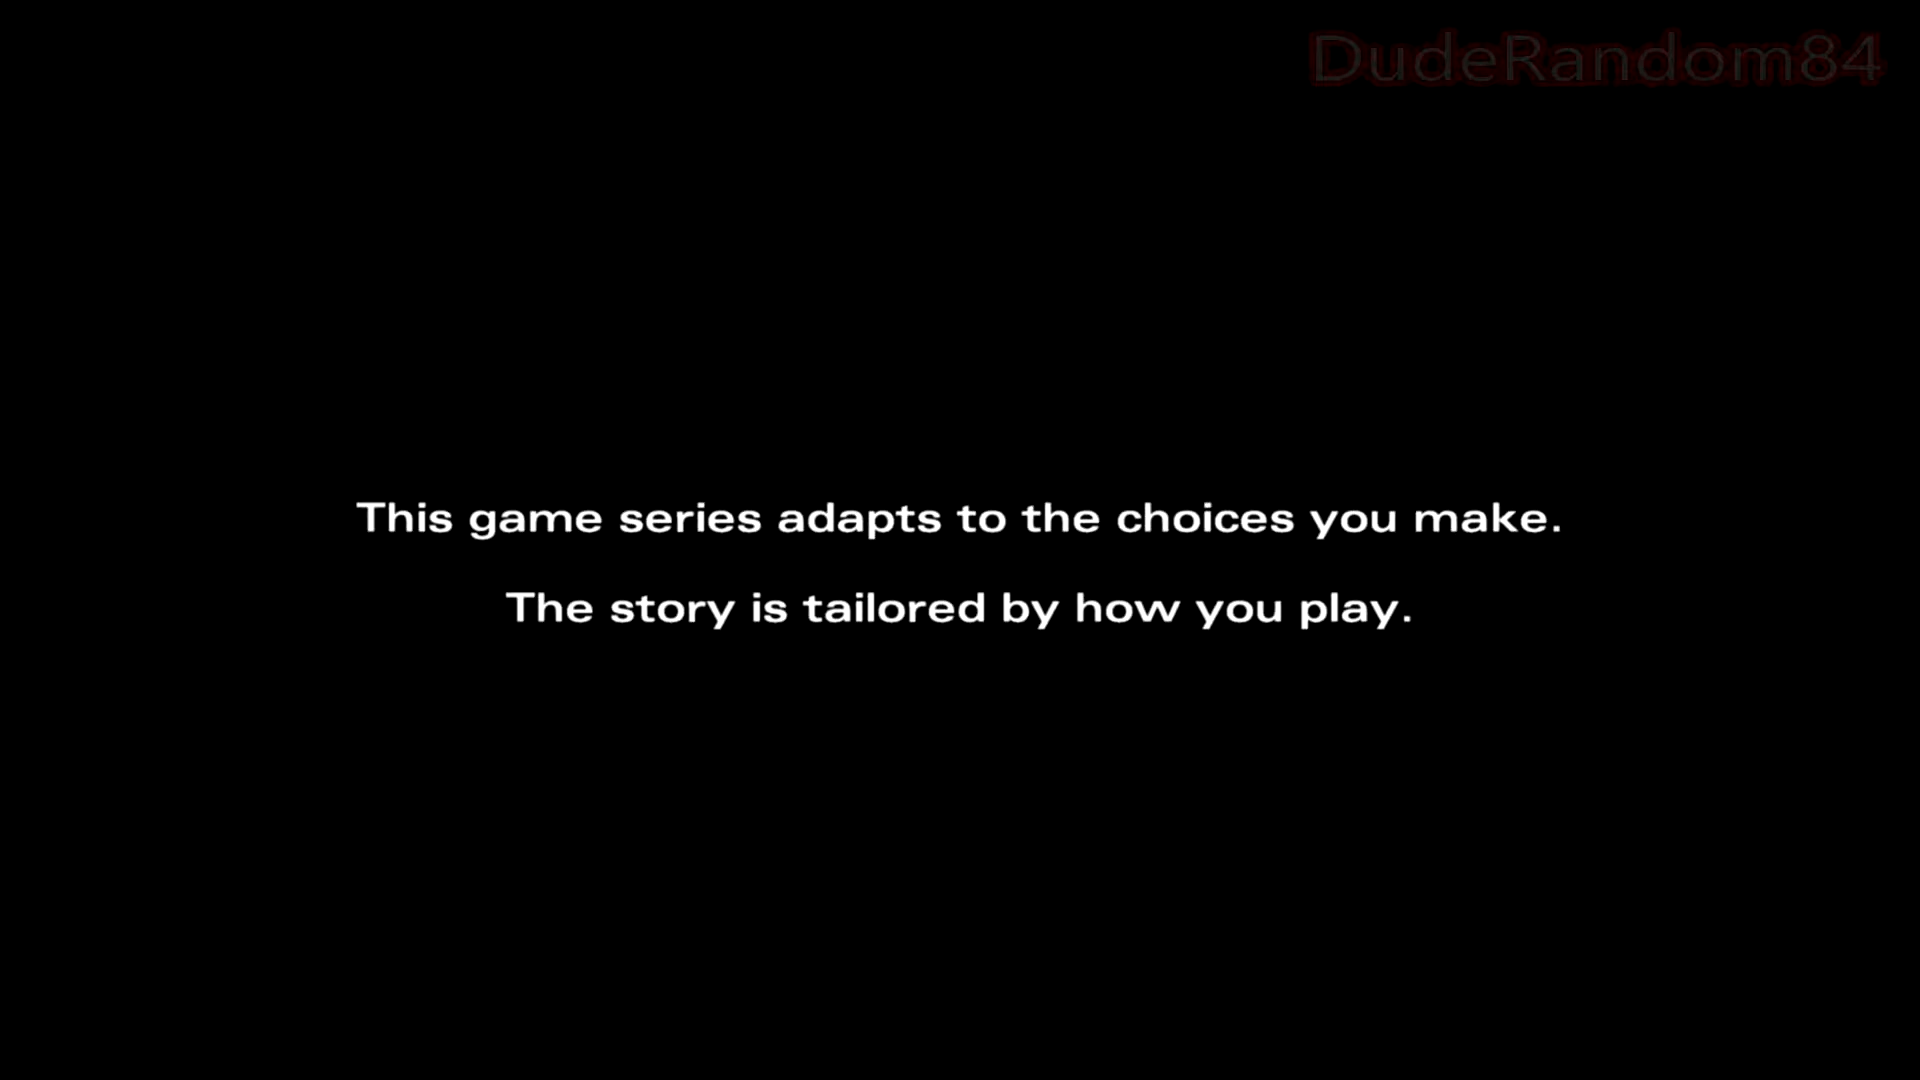 DudeRandom84
This game series adapts to the choices you make.
The story is tailored by how you play.